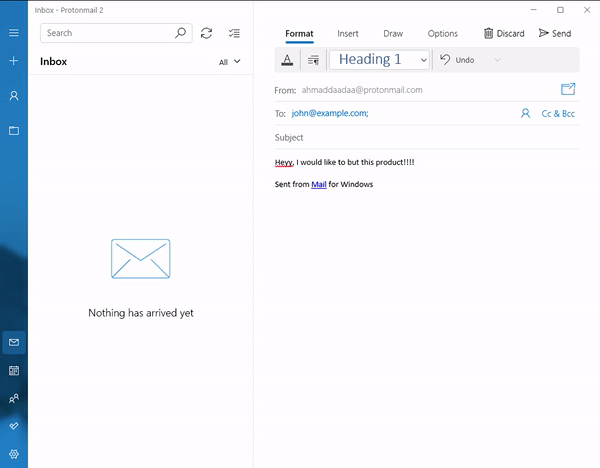 Inbox - Protonmail 2
Search
Inbox
All
Nothing has arrived yet
Format Insert Draw Options Discard Send
A Heading 1 Undo
From: ahmaddaadaa@protonmail.com
To: john@example.com; Cc & Bcc
Subject
Heyy, I would like to but this product!!!!
Sent from Mail for Windows